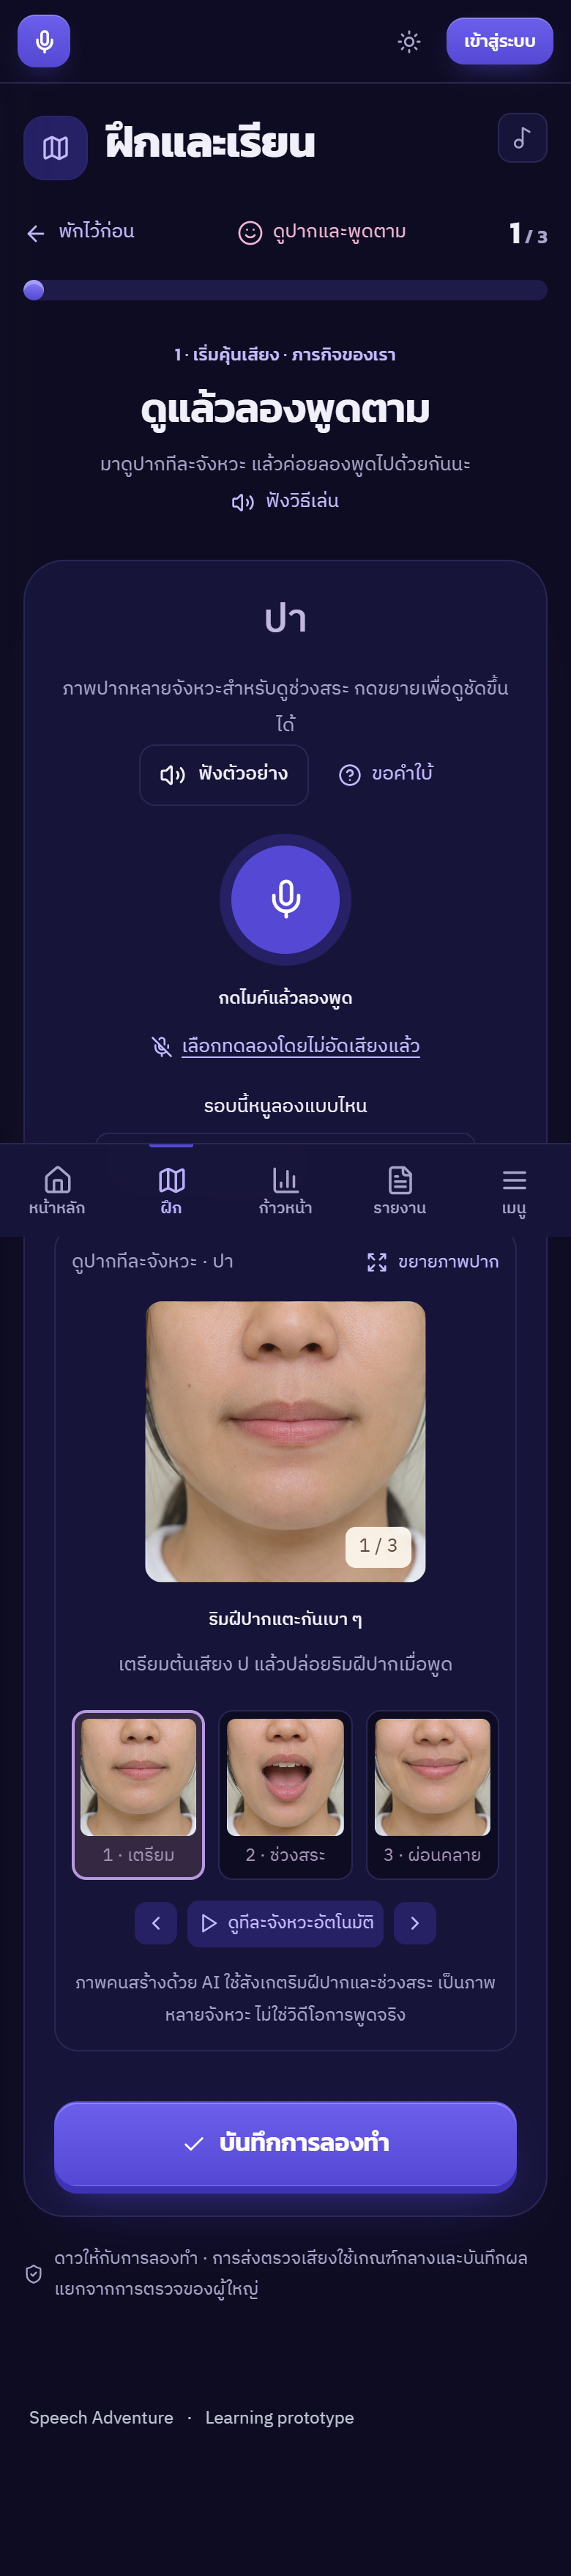 เข้าสู่ระบบ
ฝึกและเรียน
พักไว้ก่อน
ดูปากและพูดตาม
1 / 3
1 · เริ่มคุ้นเสียง · ภารกิจของเรา
ดูแล้วลองพูดตาม
มาดูปากทีละจังหวะ แล้วค่อยลองพูดไปด้วยกันนะ
ฟังวิธีเล่น
ปา
ภาพปากหลายจังหวะสำหรับดูช่วงสระ กดขยายเพื่อดูชัดขึ้น
ได้
ฟังตัวอย่าง
ขอคำใบ้
กดไมค์แล้วลองพูด
เลือกทดลองโดยไม่อัดเสียงแล้ว
รอบนี้หนูลองแบบไหน
หน้าหลัก
ฝึก
ก้าวหน้า
รายงาน
เมนู
ดูปากทีละจังหวะ · ปา
ขยายภาพปาก
1 / 3
ริมฝีปากแตะกันเบา ๆ
เตรียมต้นเสียง ป แล้วปล่อยริมฝีปากเมื่อพูด
1 · เตรียม
2 · ช่วงสระ
3 · ผ่อนคลาย
ดูทีละจังหวะอัตโนมัติ
ภาพคนสร้างด้วย AI ใช้สังเกตริมฝีปากและช่วงสระ เป็นภาพ
หลายจังหวะ ไม่ใช่วิดีโอการพูดจริง
บันทึกการลองทำ
ดาวให้กับการลองทำ · การส่งตรวจเสียงใช้เกณฑ์กลางและบันทึกผล
แยกจากการตรวจของผู้ใหญ่
Speech Adventure · Learning prototype